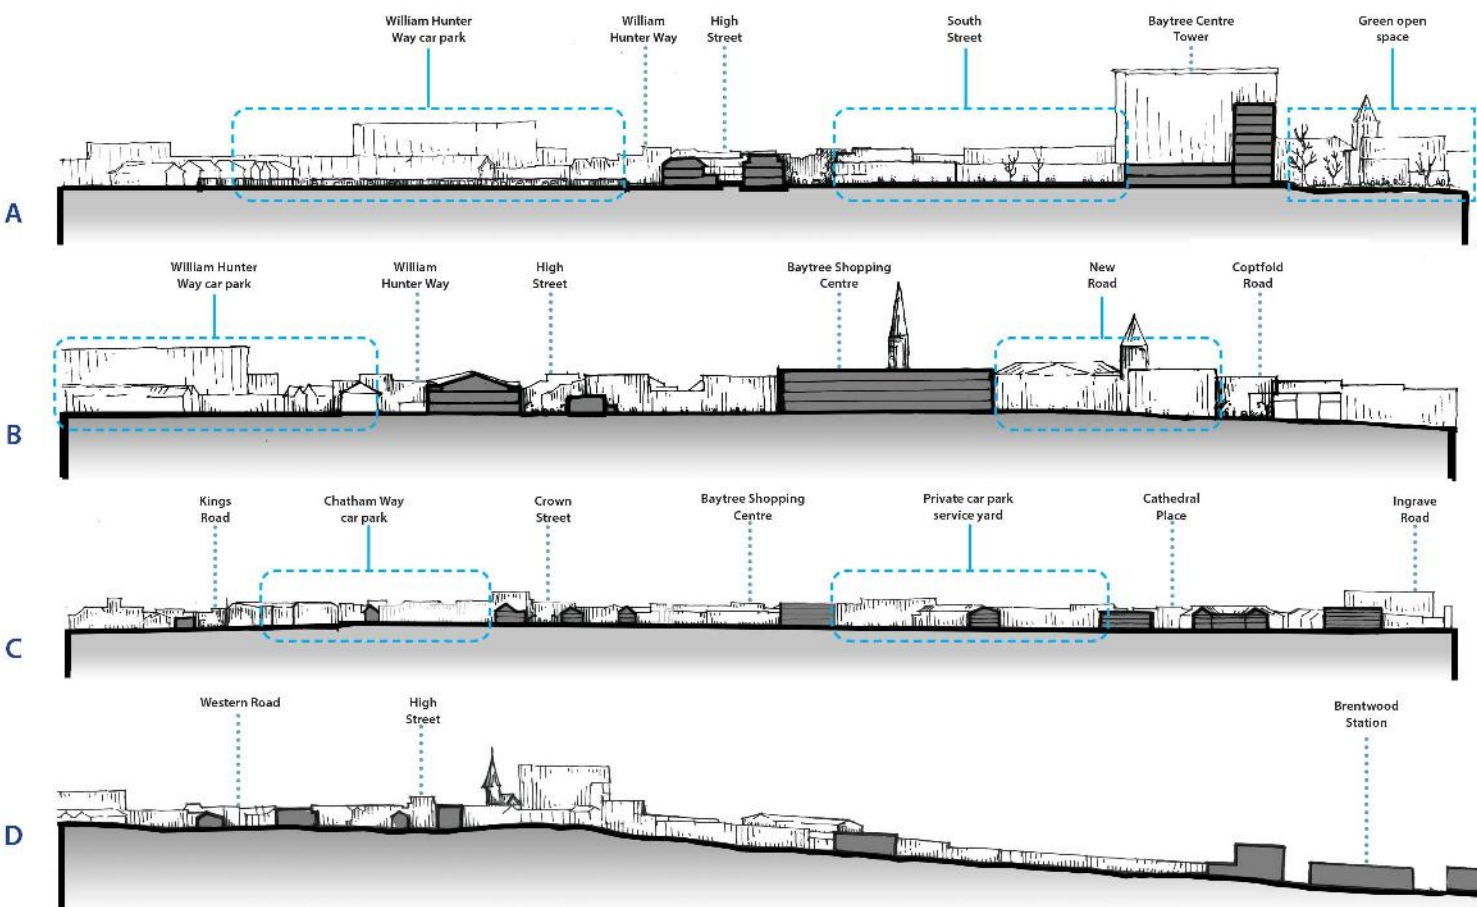 William Hunter
Way car park
William
Hunter Way
High
Street
South
Street
Baytree Centre
Tower
Green open
space
A
William Hunter
Way car park
William
Hunter Way
High
Street
Baytree Shopping
Centre
New
Road
Coptfold
Road
B
Kings
Road
Chatham Way
car park
Crown
Street
Baytree Shopping
Centre
Private car park
service yard
Cathedral
Place
Ingrave
Road
C
Western Road
High
Street
Brentwood
Station
D